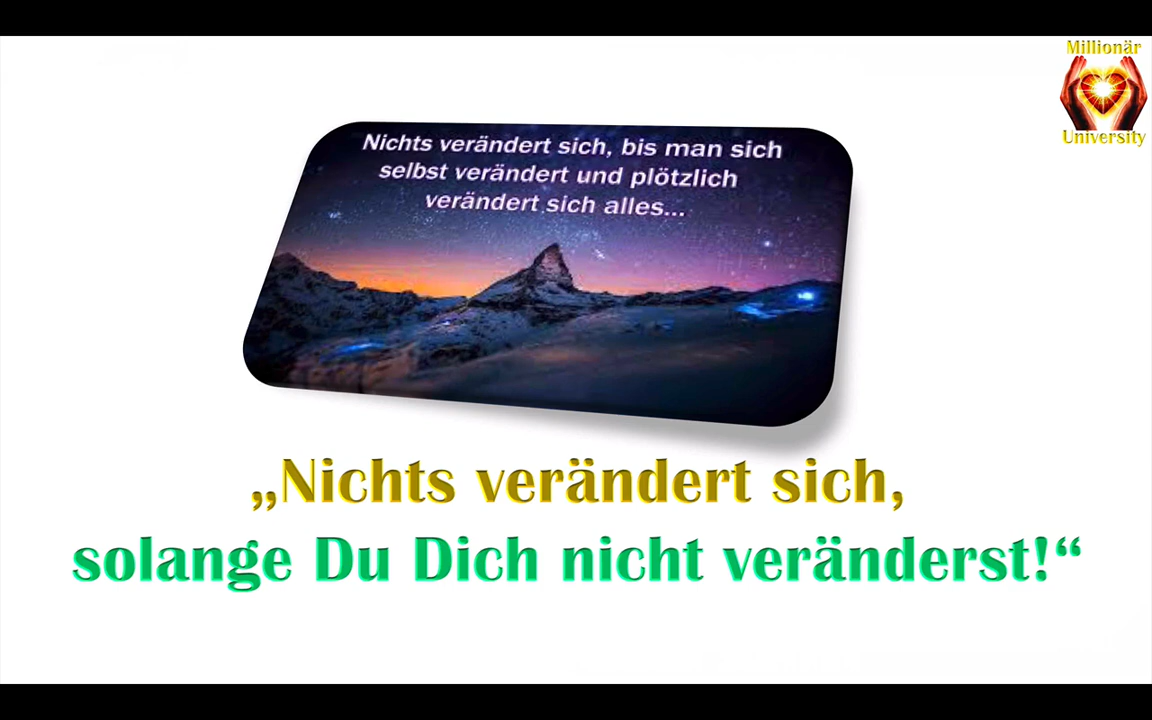 Millionär
University
Nichts verändert sich, bis man sich
selbst verändert und plötzlich
verändert sich alles...
„Nichts verändert sich,
solange Du Dich nicht veränderst!“